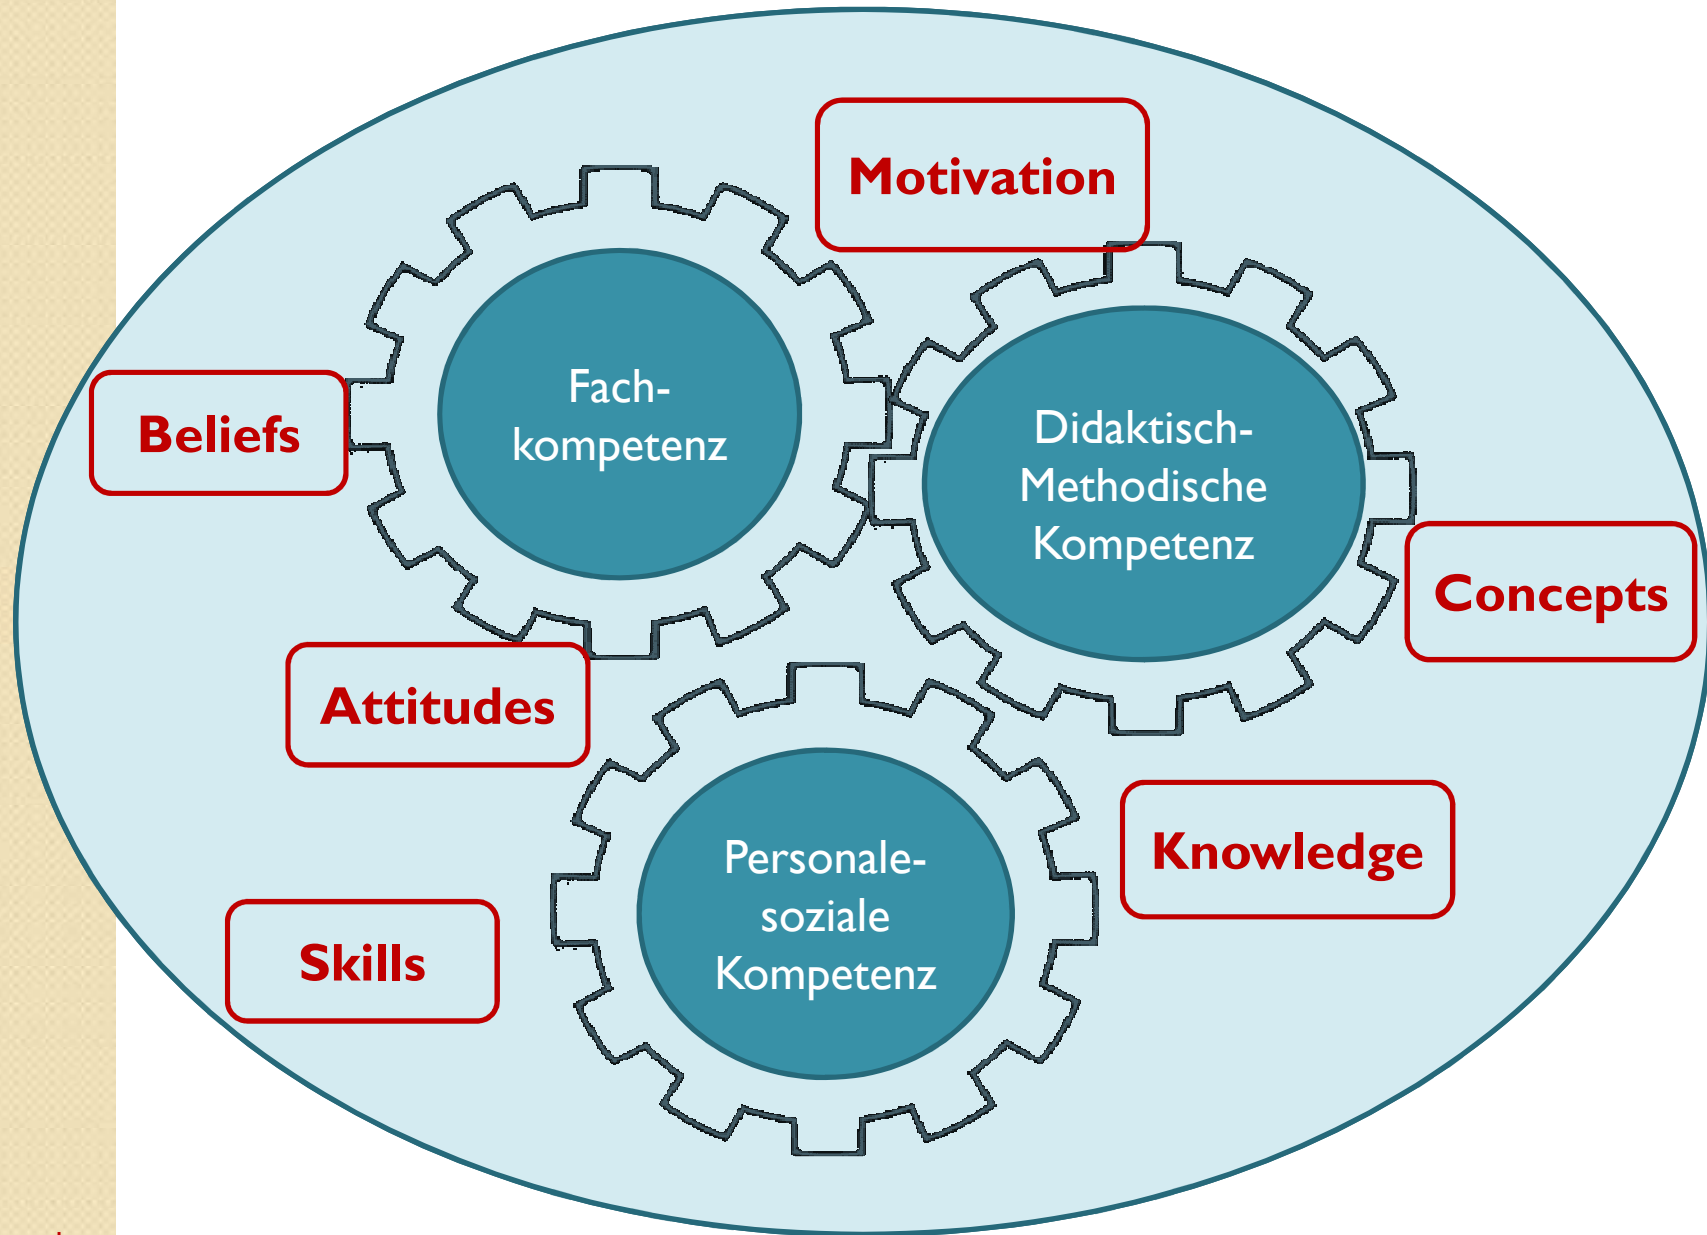 Motivation
Fach-
kompetenz
Beliefs
Didaktisch-
Methodische
Kompetenz
Concepts
Attitudes
Personale-
soziale
Kompetenz
Knowledge
Skills